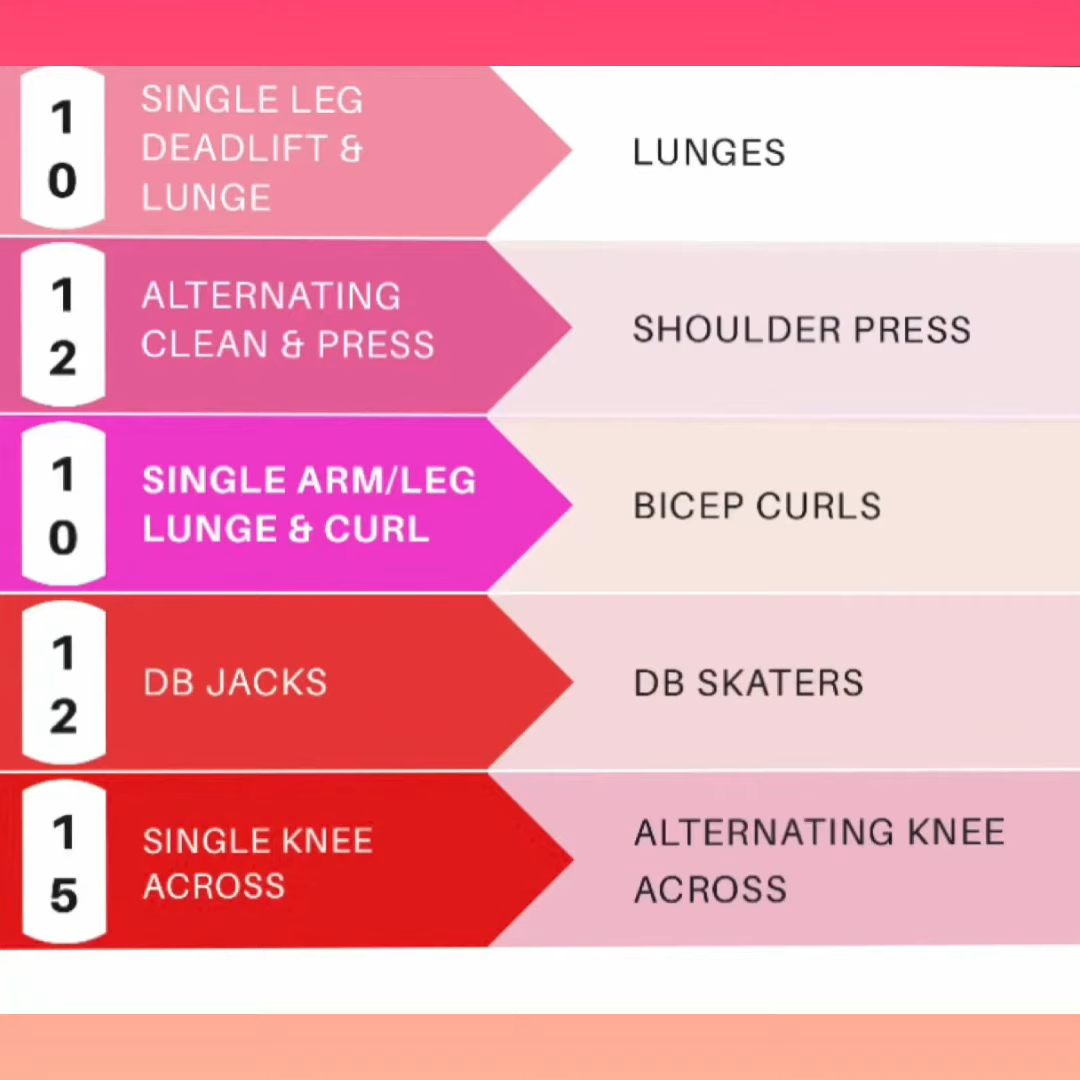 1
0
SINGLE LEG
DEADLIFT &
LUNGE
LUNGES
1
2
ALTERNATING
CLEAN & PRESS
SHOULDER PRESS
1
0
SINGLE ARM/LEG
LUNGE & CURL
BICEP CURLS
1
2
DB JACKS
DB SKATERS
1
5
SINGLE KNEE
ACROSS
ALTERNATING KNEE
ACROSS